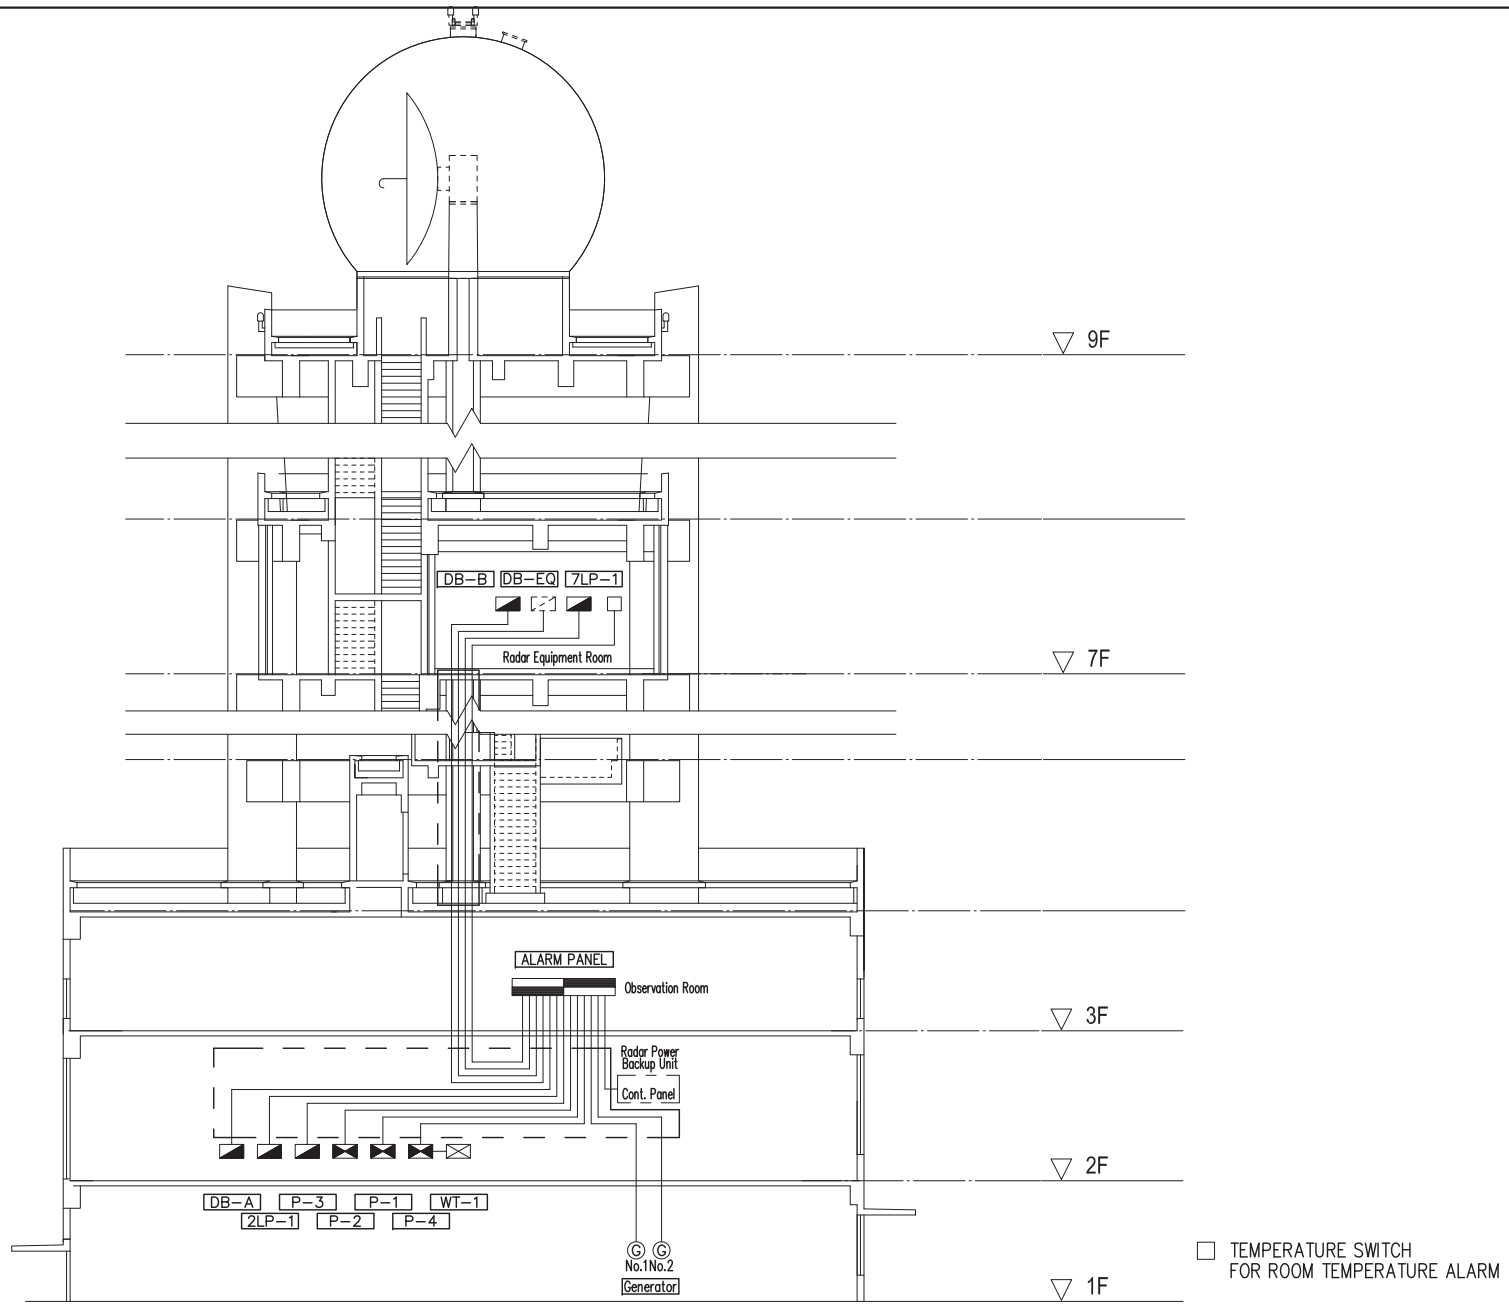 9F
DB-B DB-EQ 7LP-1
Radar Equipment Room
7F
ALARM PANEL
Observation Room
3F
Radar Power
Backup Unit
Cont. Panel
2F
DB-A P-3 P-1 WT-1
2LP-1 P-2 P-4
G G
No.1 No.2
Generator
1F
TEMPERATURE SWITCH
FOR ROOM TEMPERATURE ALARM